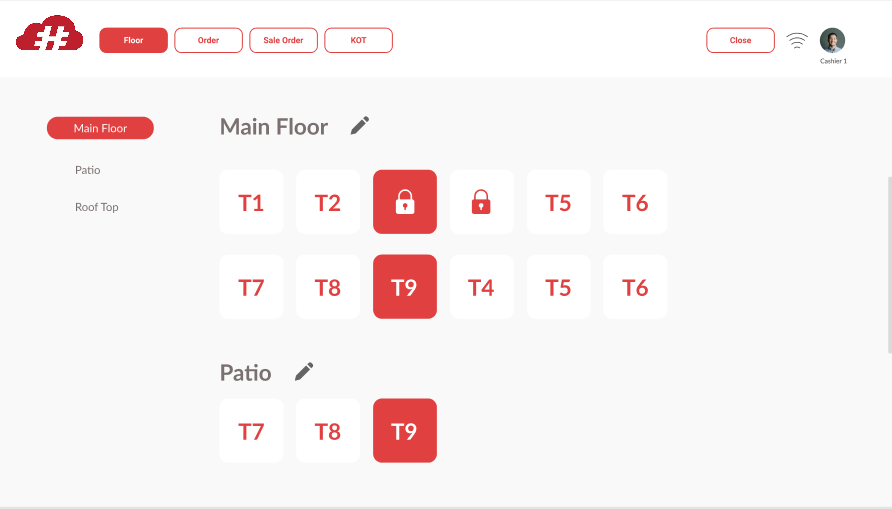 #
Floor
Order
Sale Order
KOT
Close
Cashier 1
Main Floor
Patio
Roof Top
Main Floor
T1 T2 T5 T6
T7 T8 T9 T4 T5 T6
Patio
T7 T8 T9